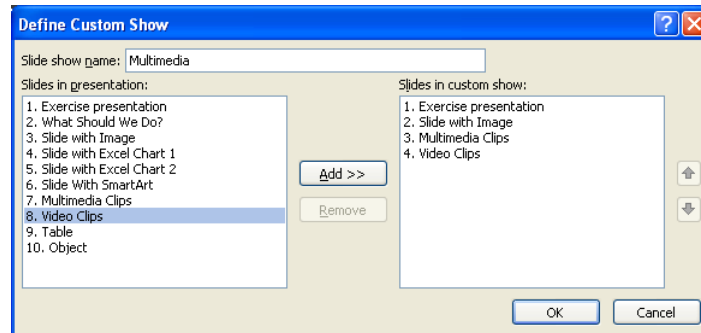 Define Custom Show
Slide show name: Multimedia
Slides in presentation:
1. Exercise presentation
2. What Should We Do?
3. Slide with Image
4. Slide with Excel Chart 1
5. Slide with Excel Chart 2
6. Slide With SmartArt
7. Multimedia Clips
8. Video Clips
9. Table
10. Object
Add >>
Remove
Slides in custom show:
1. Exercise presentation
2. Slide with Image
3. Multimedia Clips
4. Video Clips
OK
Cancel